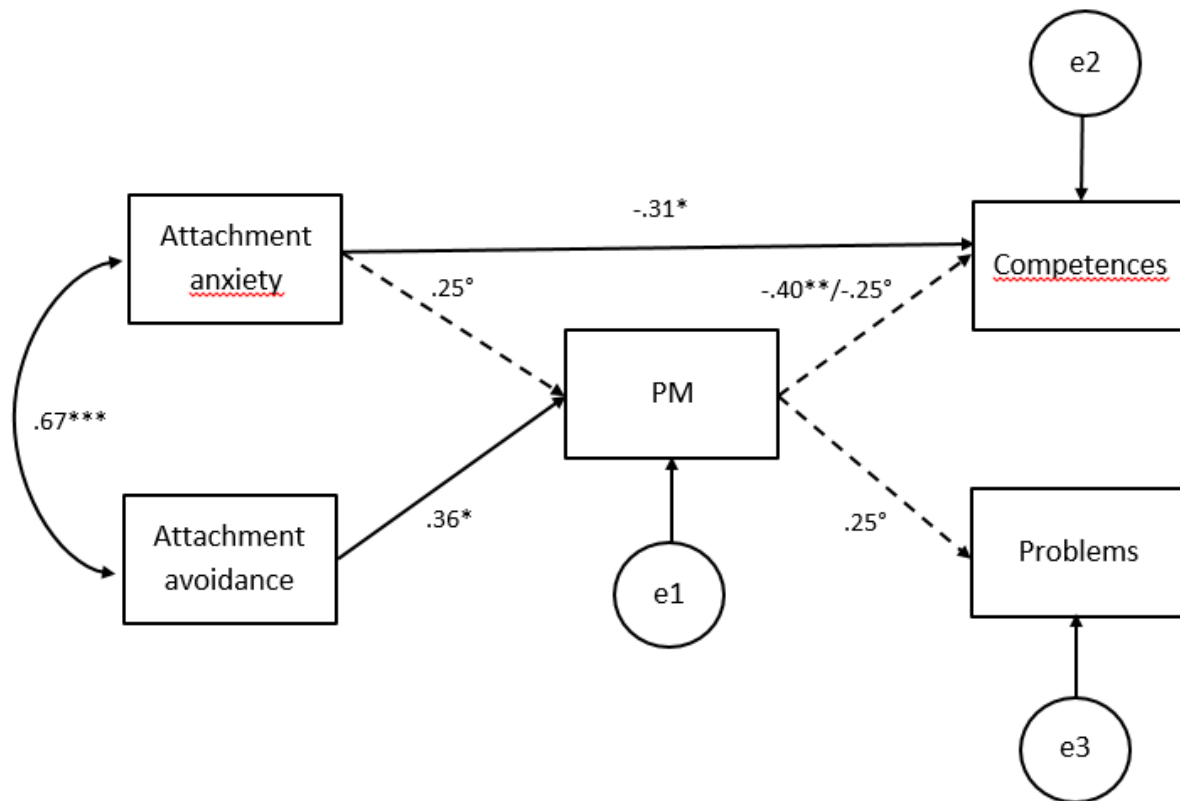 e2
-.31*
Attachment
anxiety
Competences
.25°
-.40**/-.25°
PM
.67***
.36*
.25°
Attachment
avoidance
Problems
e1
e3